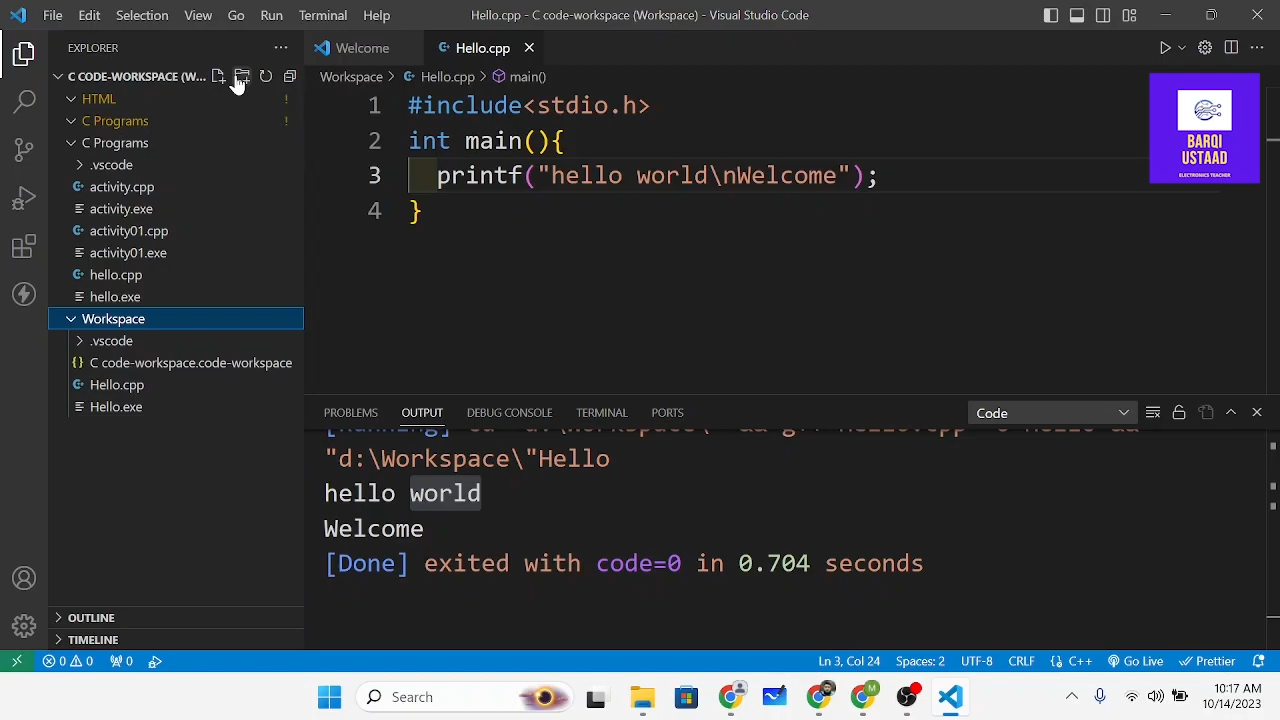 File Edit Selection View Go Run Terminal Help
Hello.cpp - C code-workspace (Workspace) - Visual Studio Code
EXPLORER
C CODE-WORKSPACE (W...
HTML !
C Programs !
C Programs
.vscode
activity.cpp
activity.exe
activity01.cpp
activity01.exe
hello.cpp
hello.exe
Workspace
.vscode
{} C code-workspace.code-workspace
Hello.cpp
Hello.exe
OUTLINE
TIMELINE
Welcome Hello.cpp
Workspace > Hello.cpp > main()
1 #include<stdio.h>
2 int main(){
3 printf("hello world\nWelcome");
4 }
BARQI
USTAAD
ELECTRONICS TEACHER
PROBLEMS OUTPUT DEBUG CONSOLE TERMINAL PORTS
Code
"d:\Workspace\"Hello
hello world
Welcome
[Done] exited with code=0 in 0.704 seconds
0 0 0
Ln 3, Col 24 Spaces: 2 UTF-8 CRLF {} C++ Go Live Prettier
Search
M
10:17 AM
10/14/2023